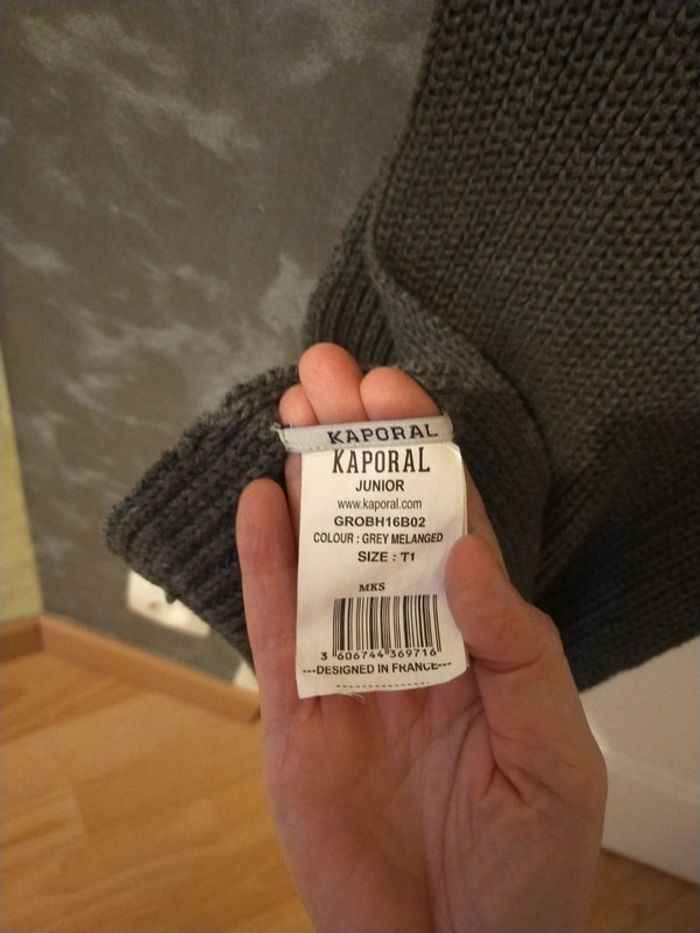 KAPORAL
KAPORAL
JUNIOR
www.kaporal.com
GROBH16B02
COLOUR : GREY MELANGED
SIZE : T1
MKS
3 606744 369716
---DESIGNED IN FRANCE---